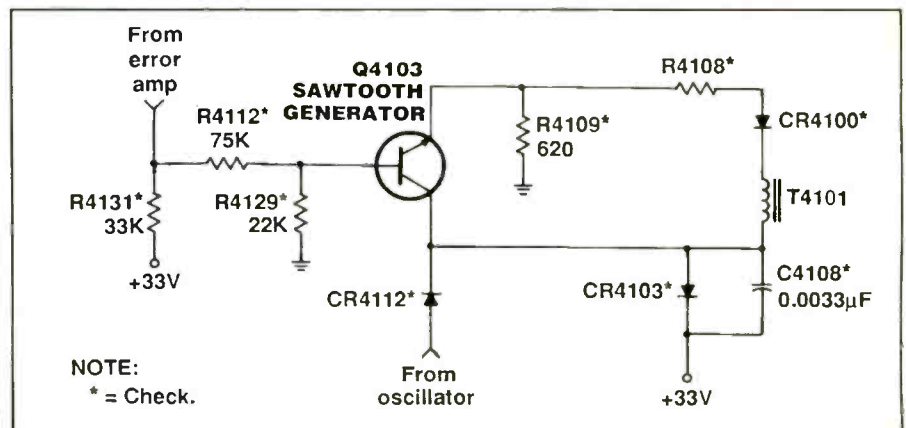 From
error
amp
Q4103
SAWTOOTH
GENERATOR
R4112*
75K
R4131*
33K
+33V
R4129*
22K
R4108*
R4109*
620
CR4100*
T4101
CR4112*
From
oscillator
CR4103*
C4108*
0.0033µF
+33V
NOTE:
* = Check.